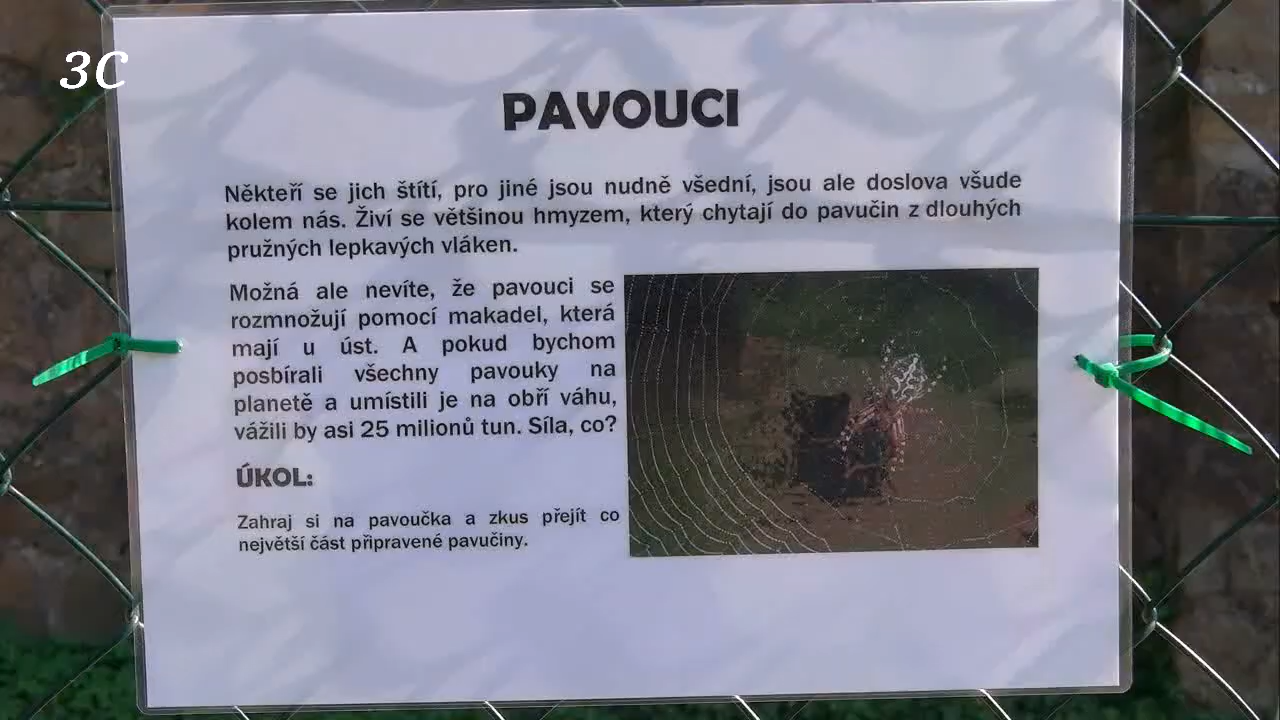 3C
PAVOUCI
Někteří se jich štítí, pro jiné jsou nudně všední, jsou ale doslova všude
kolem nás. Živí se většinou hmyzem, který chytají do pavučin z dlouhých
pružných lepkavých vláken.
Možná ale nevíte, že pavouci se
rozmnožují pomocí makadel, která
mají u úst. A pokud bychom
posbírali všechny pavouky na
planetě a umístili je na obří váhu,
vážili by asi 25 milionů tun. Síla, co?
ÚKOL:
Zahraj si na pavoučka a zkus přejít co
největší část připravené pavučiny.